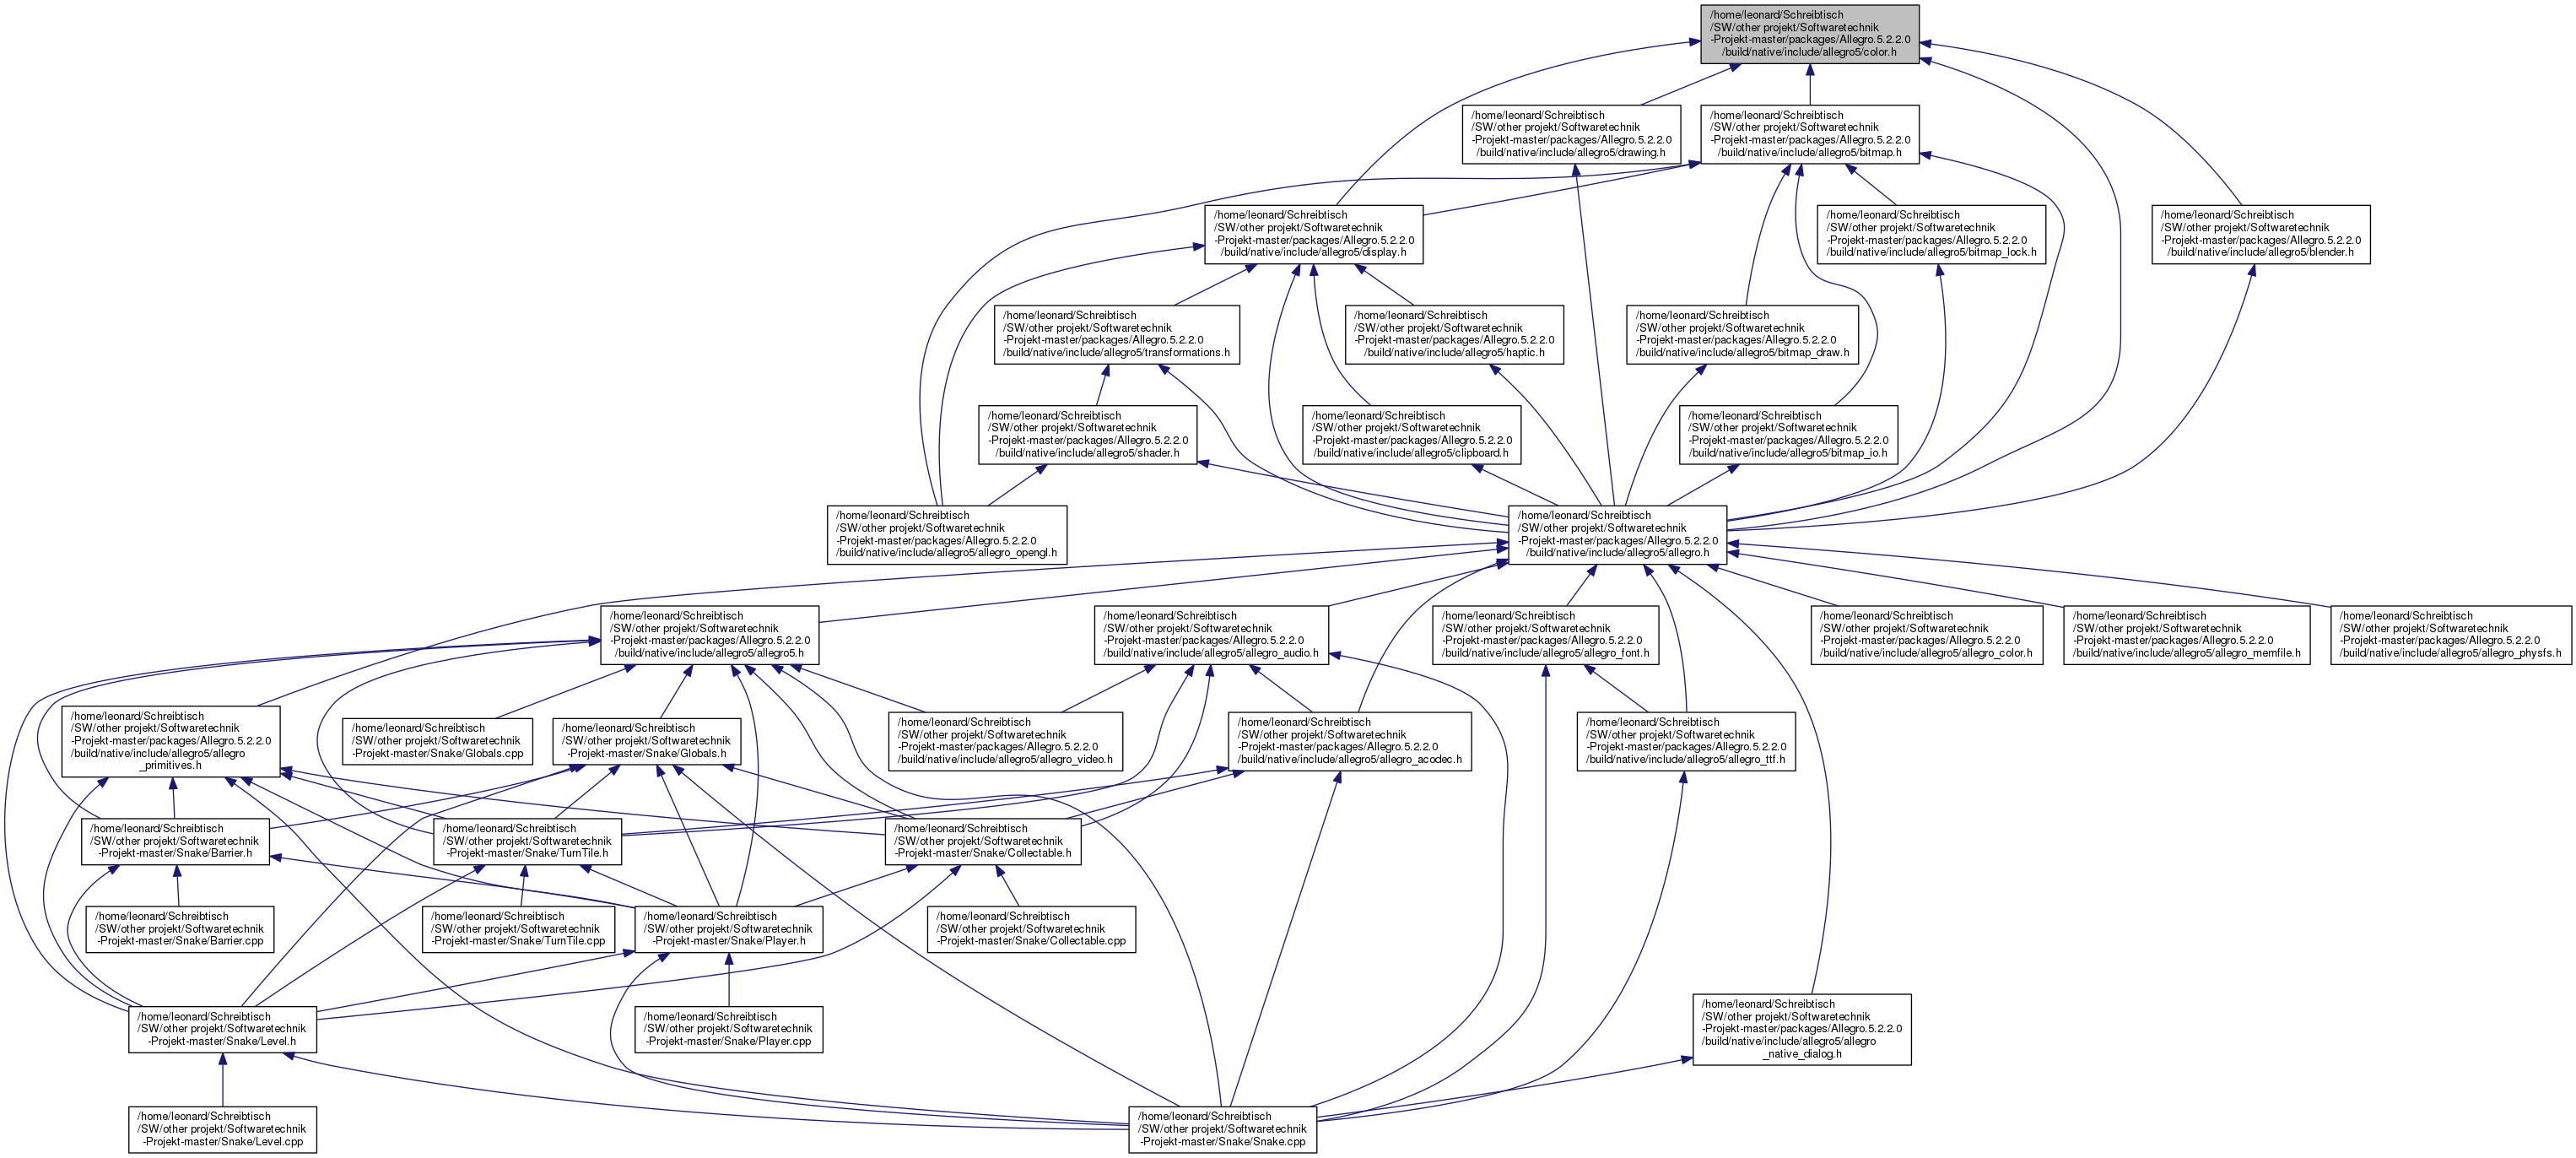 /home/leonard/Schreibtisch
/SW/other projekt/Softwaretechnik
-Projekt-master/packages/Allegro.5.2.2.0
/build/native/include/allegro5/color.h
/home/leonard/Schreibtisch
/SW/other projekt/Softwaretechnik
-Projekt-master/packages/Allegro.5.2.2.0
/build/native/include/allegro5/drawing.h
/home/leonard/Schreibtisch
/SW/other projekt/Softwaretechnik
-Projekt-master/packages/Allegro.5.2.2.0
/build/native/include/allegro5/bitmap.h
/home/leonard/Schreibtisch
/SW/other projekt/Softwaretechnik
-Projekt-master/packages/Allegro.5.2.2.0
/build/native/include/allegro5/display.h
/home/leonard/Schreibtisch
/SW/other projekt/Softwaretechnik
-Projekt-master/packages/Allegro.5.2.2.0
/build/native/include/allegro5/bitmap_lock.h
/home/leonard/Schreibtisch
/SW/other projekt/Softwaretechnik
-Projekt-master/packages/Allegro.5.2.2.0
/build/native/include/allegro5/blender.h
/home/leonard/Schreibtisch
/SW/other projekt/Softwaretechnik
-Projekt-master/packages/Allegro.5.2.2.0
/build/native/include/allegro5/transformations.h
/home/leonard/Schreibtisch
/SW/other projekt/Softwaretechnik
-Projekt-master/packages/Allegro.5.2.2.0
/build/native/include/allegro5/haptic.h
/home/leonard/Schreibtisch
/SW/other projekt/Softwaretechnik
-Projekt-master/packages/Allegro.5.2.2.0
/build/native/include/allegro5/bitmap_draw.h
/home/leonard/Schreibtisch
/SW/other projekt/Softwaretechnik
-Projekt-master/packages/Allegro.5.2.2.0
/build/native/include/allegro5/shader.h
/home/leonard/Schreibtisch
/SW/other projekt/Softwaretechnik
-Projekt-master/packages/Allegro.5.2.2.0
/build/native/include/allegro5/clipboard.h
/home/leonard/Schreibtisch
/SW/other projekt/Softwaretechnik
-Projekt-master/packages/Allegro.5.2.2.0
/build/native/include/allegro5/bitmap_io.h
/home/leonard/Schreibtisch
/SW/other projekt/Softwaretechnik
-Projekt-master/packages/Allegro.5.2.2.0
/build/native/include/allegro5/allegro_opengl.h
/home/leonard/Schreibtisch
/SW/other projekt/Softwaretechnik
-Projekt-master/packages/Allegro.5.2.2.0
/build/native/include/allegro5/allegro.h
/home/leonard/Schreibtisch
/SW/other projekt/Softwaretechnik
-Projekt-master/packages/Allegro.5.2.2.0
/build/native/include/allegro5/allegro5.h
/home/leonard/Schreibtisch
/SW/other projekt/Softwaretechnik
-Projekt-master/packages/Allegro.5.2.2.0
/build/native/include/allegro5/allegro_audio.h
/home/leonard/Schreibtisch
/SW/other projekt/Softwaretechnik
-Projekt-master/packages/Allegro.5.2.2.0
/build/native/include/allegro5/allegro_font.h
/home/leonard/Schreibtisch
/SW/other projekt/Softwaretechnik
-Projekt-master/packages/Allegro.5.2.2.0
/build/native/include/allegro5/allegro_color.h
/home/leonard/Schreibtisch
/SW/other projekt/Softwaretechnik
-Projekt-master/packages/Allegro.5.2.2.0
/build/native/include/allegro5/allegro_memfile.h
/home/leonard/Schreibtisch
/SW/other projekt/Softwaretechnik
-Projekt-master/packages/Allegro.5.2.2.0
/build/native/include/allegro5/allegro_physfs.h
/home/leonard/Schreibtisch
/SW/other projekt/Softwaretechnik
-Projekt-master/packages/Allegro.5.2.2.0
/build/native/include/allegro5/allegro
_primitives.h
/home/leonard/Schreibtisch
/SW/other projekt/Softwaretechnik
-Projekt-master/Snake/Globals.cpp
/home/leonard/Schreibtisch
/SW/other projekt/Softwaretechnik
-Projekt-master/Snake/Globals.h
/home/leonard/Schreibtisch
/SW/other projekt/Softwaretechnik
-Projekt-master/packages/Allegro.5.2.2.0
/build/native/include/allegro5/allegro_video.h
/home/leonard/Schreibtisch
/SW/other projekt/Softwaretechnik
-Projekt-master/packages/Allegro.5.2.2.0
/build/native/include/allegro5/allegro_acodec.h
/home/leonard/Schreibtisch
/SW/other projekt/Softwaretechnik
-Projekt-master/packages/Allegro.5.2.2.0
/build/native/include/allegro5/allegro_ttf.h
/home/leonard/Schreibtisch
/SW/other projekt/Softwaretechnik
-Projekt-master/Snake/Barrier.h
/home/leonard/Schreibtisch
/SW/other projekt/Softwaretechnik
-Projekt-master/Snake/TurnTile.h
/home/leonard/Schreibtisch
/SW/other projekt/Softwaretechnik
-Projekt-master/Snake/Collectable.h
/home/leonard/Schreibtisch
/SW/other projekt/Softwaretechnik
-Projekt-master/Snake/Barrier.cpp
/home/leonard/Schreibtisch
/SW/other projekt/Softwaretechnik
-Projekt-master/Snake/TurnTile.cpp
/home/leonard/Schreibtisch
/SW/other projekt/Softwaretechnik
-Projekt-master/Snake/Player.h
/home/leonard/Schreibtisch
/SW/other projekt/Softwaretechnik
-Projekt-master/Snake/Collectable.cpp
/home/leonard/Schreibtisch
/SW/other projekt/Softwaretechnik
-Projekt-master/Snake/Level.h
/home/leonard/Schreibtisch
/SW/other projekt/Softwaretechnik
-Projekt-master/Snake/Player.cpp
/home/leonard/Schreibtisch
/SW/other projekt/Softwaretechnik
-Projekt-master/packages/Allegro.5.2.2.0
/build/native/include/allegro5/allegro
_native_dialog.h
/home/leonard/Schreibtisch
/SW/other projekt/Softwaretechnik
-Projekt-master/Snake/Level.cpp
/home/leonard/Schreibtisch
/SW/other projekt/Softwaretechnik
-Projekt-master/Snake/Snake.cpp